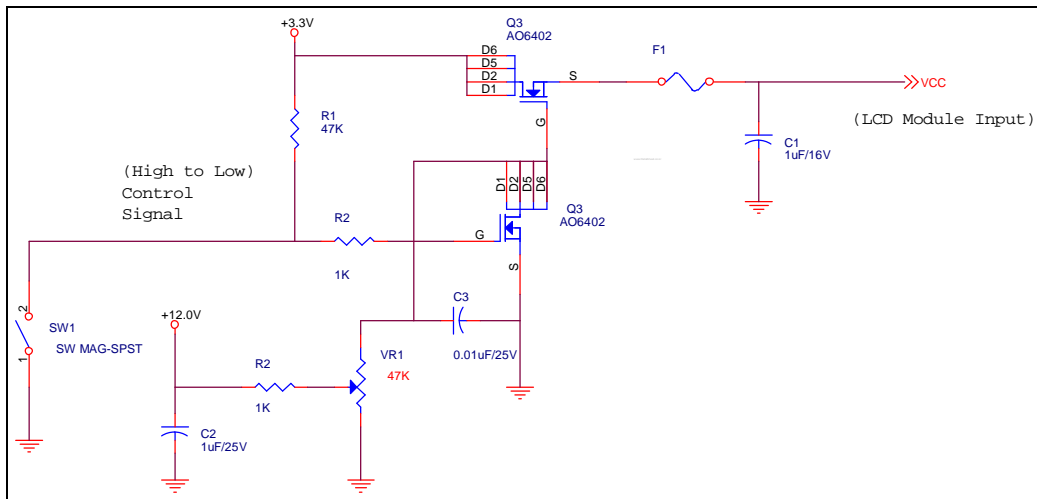 +3.3V
Q3
AO6402
F1
D6
D5
D2
D1
S
G
VCC
(LCD Module Input)
R1
47K
C1
1uF/16V
(High to Low)
Control
Signal
D1
D2
D5
D6
Q3
AO6402
R2
1K
G
S
2
1
SW1
SW MAG-SPST
+12.0V
C3
0.01uF/25V
R2
1K
VR1
47K
C2
1uF/25V